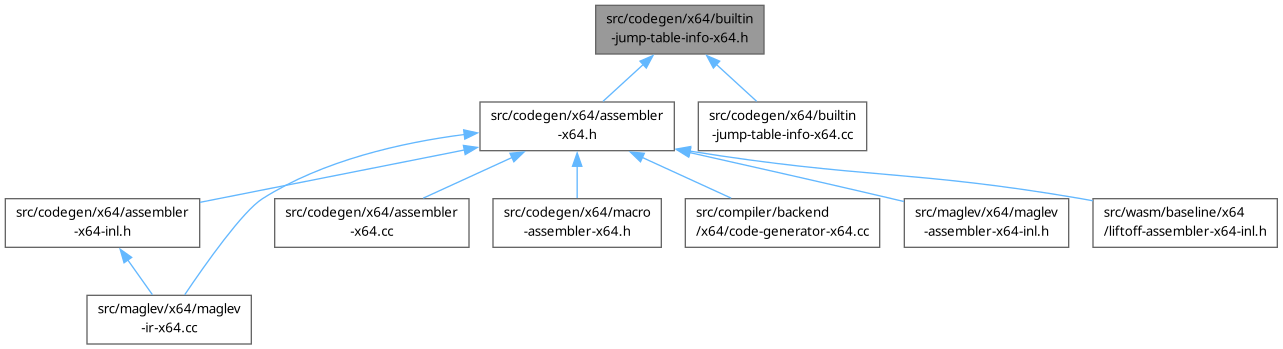 src/codegen/x64/builtin
-jump-table-info-x64.h
src/codegen/x64/assembler
-x64.h
src/codegen/x64/builtin
-jump-table-info-x64.cc
src/codegen/x64/assembler
-x64-inl.h
src/codegen/x64/assembler
-x64.cc
src/codegen/x64/macro
-assembler-x64.h
src/compiler/backend
/x64/code-generator-x64.cc
src/maglev/x64/maglev
-assembler-x64-inl.h
src/wasm/baseline/x64
/liftoff-assembler-x64-inl.h
src/maglev/x64/maglev
-ir-x64.cc